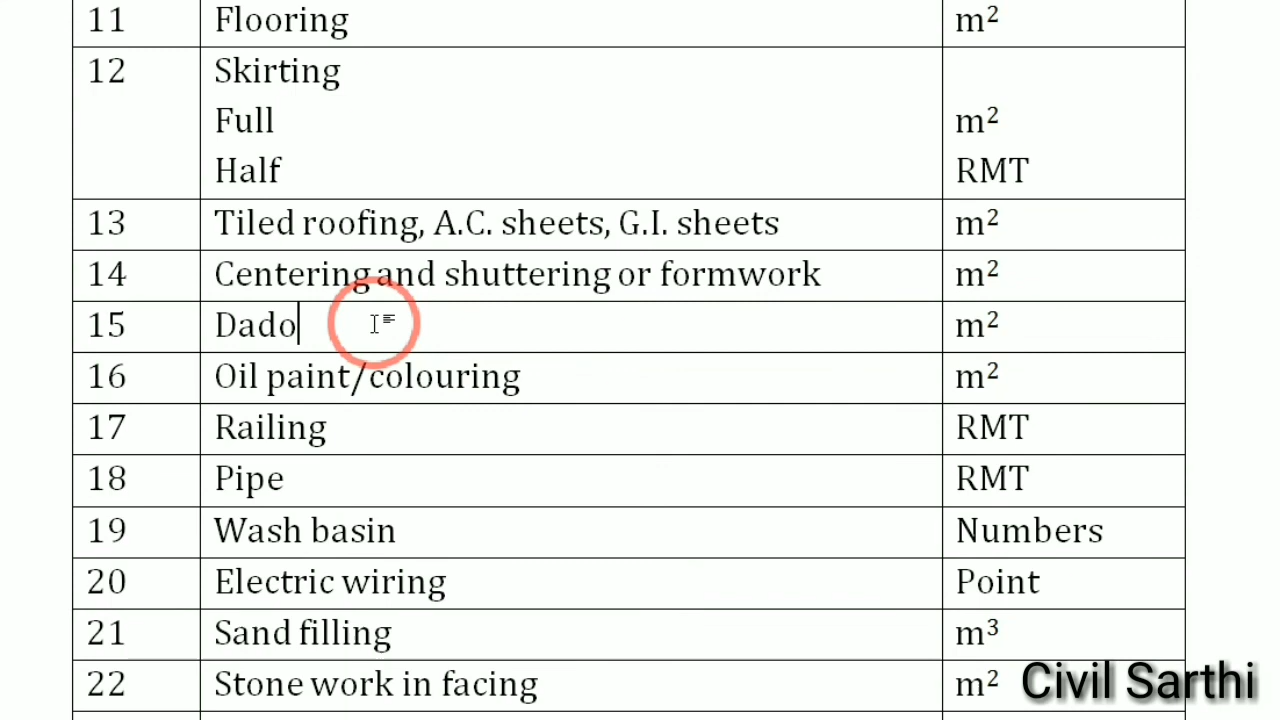 11 Flooring m²
12 Skirting
Full m²
Half RMT
13 Tiled roofing, A.C. sheets, G.I. sheets m²
14 Centering and shuttering or formwork m²
15 Dado m²
16 Oil paint/colouring m²
17 Railing RMT
18 Pipe RMT
19 Wash basin Numbers
20 Electric wiring Point
21 Sand filling m³
22 Stone work in facing m²
Civil Sarthi